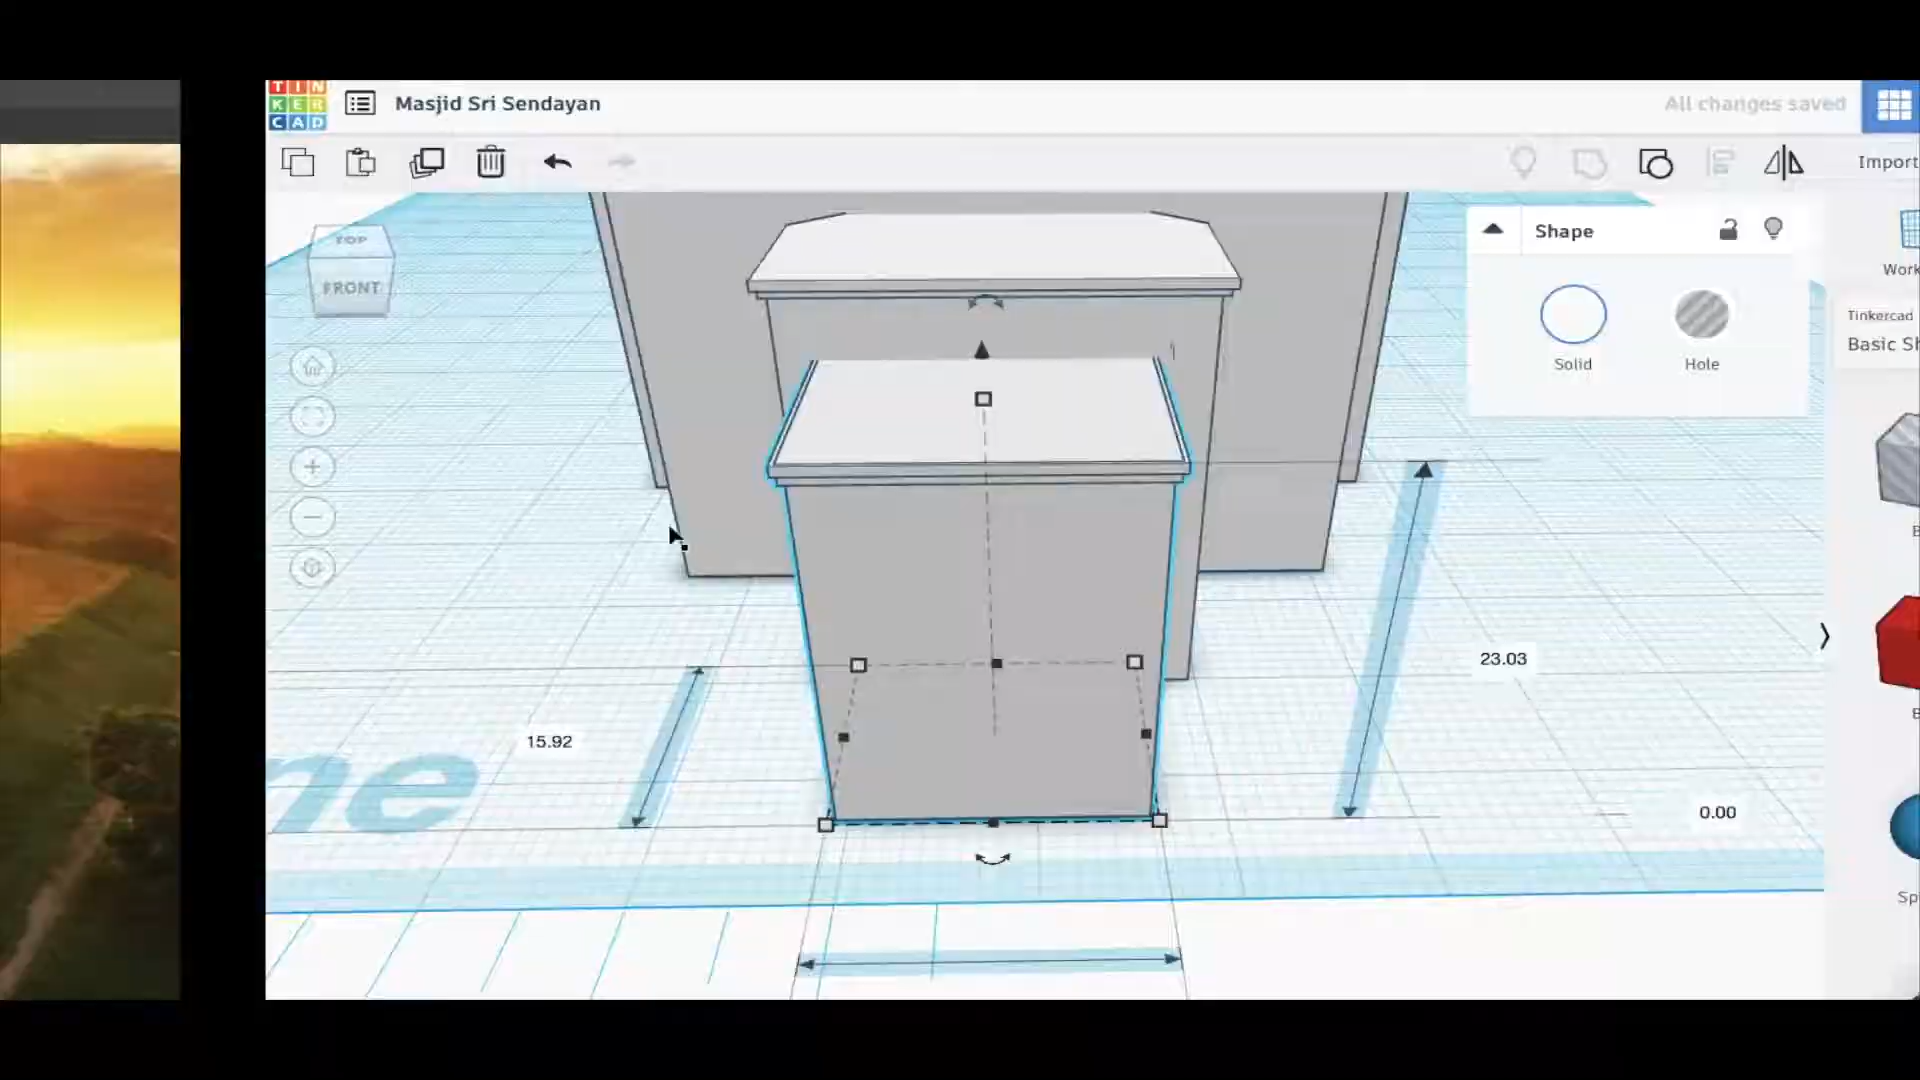 TIN
KER
CAD
Masjid Sri Sendayan
All changes saved
Import
TOP
FRONT
Shape
Solid
Hole
Work
Tinkercad
Basic Sh
B
B
Sp
23.03
15.92
0.00
ne